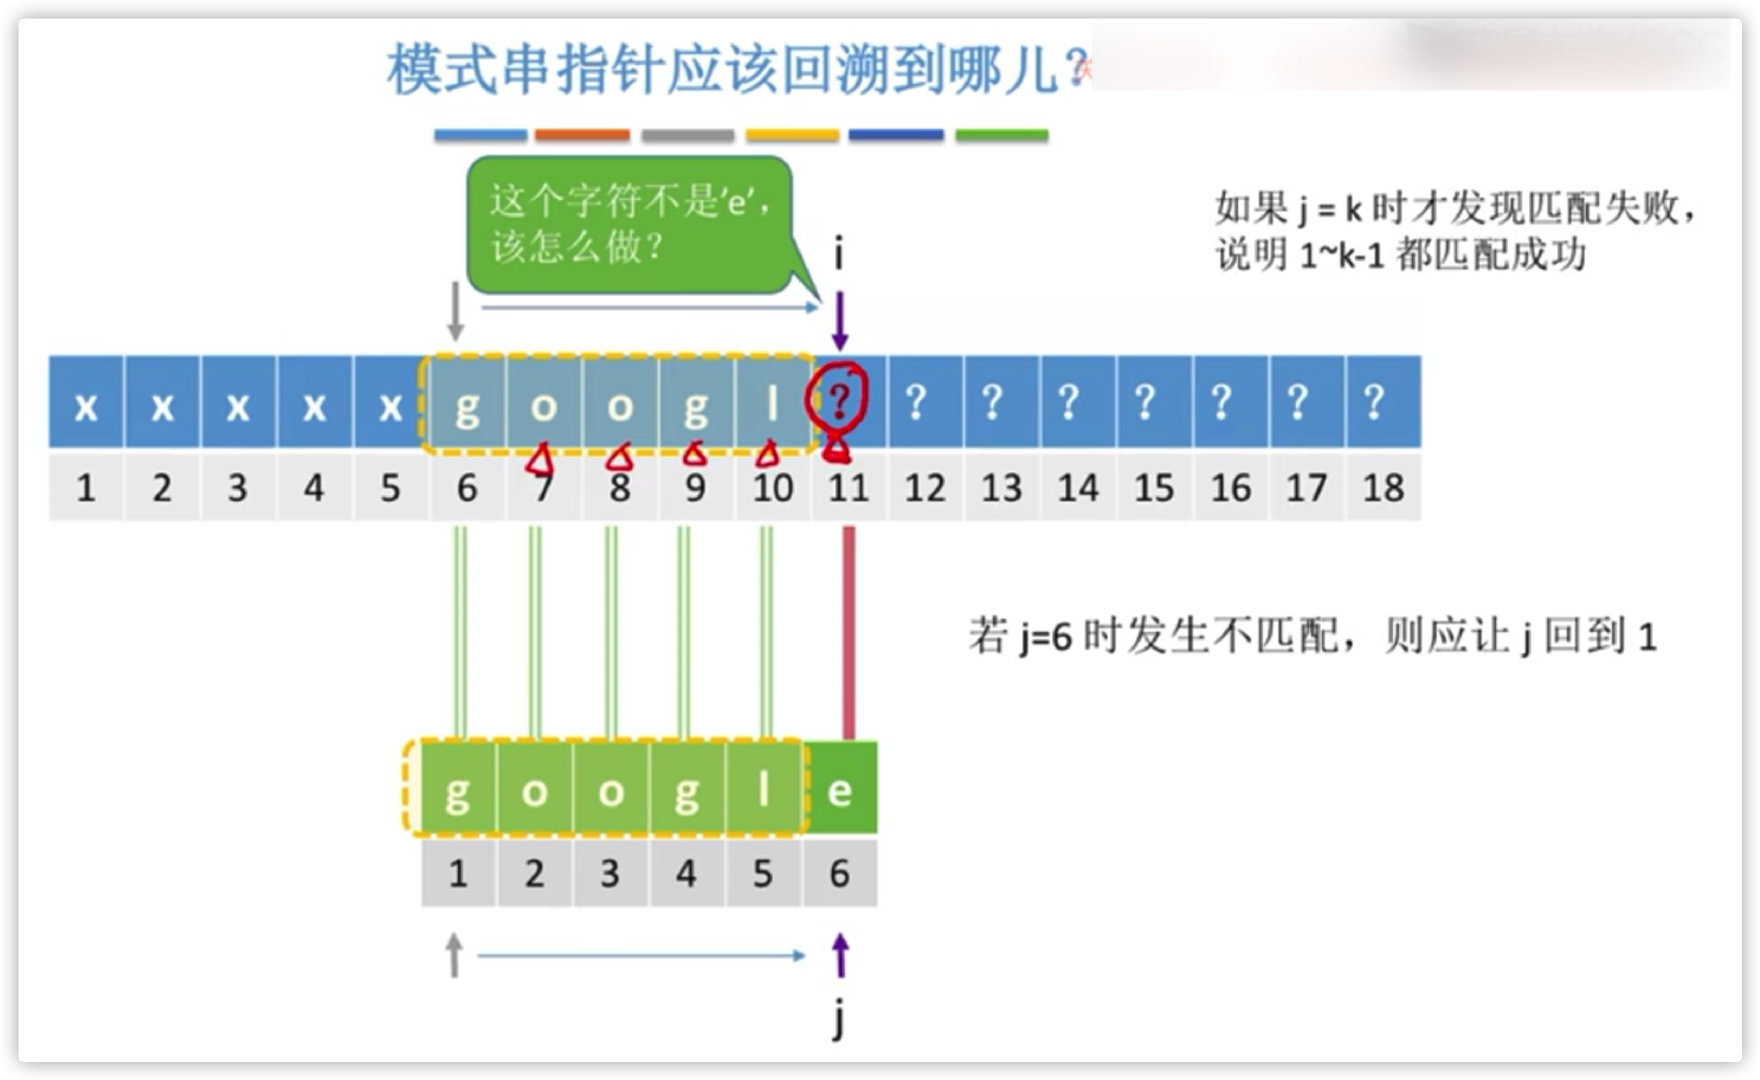 模式串指针应该回溯到哪儿?
这个字符不是'e',
该怎么做?
i
如果 j = k 时才发现匹配失败,
说明 1~k-1 都匹配成功
x x x x x g o o g l ? ? ? ? ? ? ? ?
1 2 3 4 5 6 7 8 9 10 11 12 13 14 15 16 17 18
若 j=6 时发生不匹配,则应让 j 回到 1
g o o g l e
1 2 3 4 5 6
j